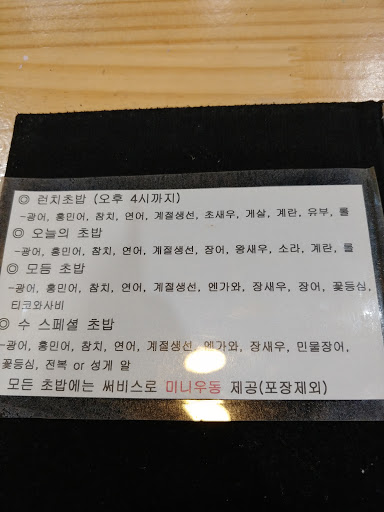 ◎ 런치초밥 (오후 4시까지)
-광어, 홍민어, 참치, 연어, 계절생선, 초새우, 게살, 계란, 유부, 롤
◎ 오늘의 초밥
-광어, 홍민어, 참치, 연어, 계절생선, 장어, 왕새우, 소라, 계란, 롤
◎ 모듬 초밥
-광어, 홍민어, 참치, 연어, 계절생선, 엔가와, 장새우, 장어, 꽃등심,
타코와사비
◎ 수 스페셜 초밥
-광어, 홍민어, 참치, 연어, 계절생선, 엔가와, 장새우, 민물장어,
꽃등심, 전복 or 성게 알
모든 초밥에는 써비스로 미니우동 제공(포장제외)